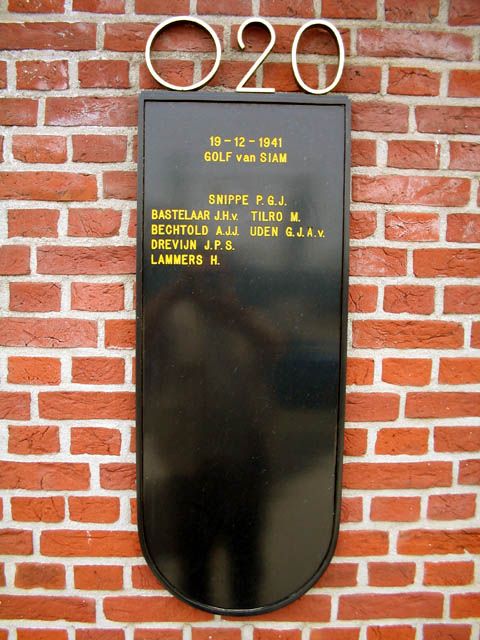 O20
19-12-1941
GOLF van SIAM
SNIPPE P.G.J.
BASTELAAR J.H.v. TILRO M.
BECHTOLD A.J.J. UDEN G.J.A.v.
DREVIJN J.P.S.
LAMMERS H.